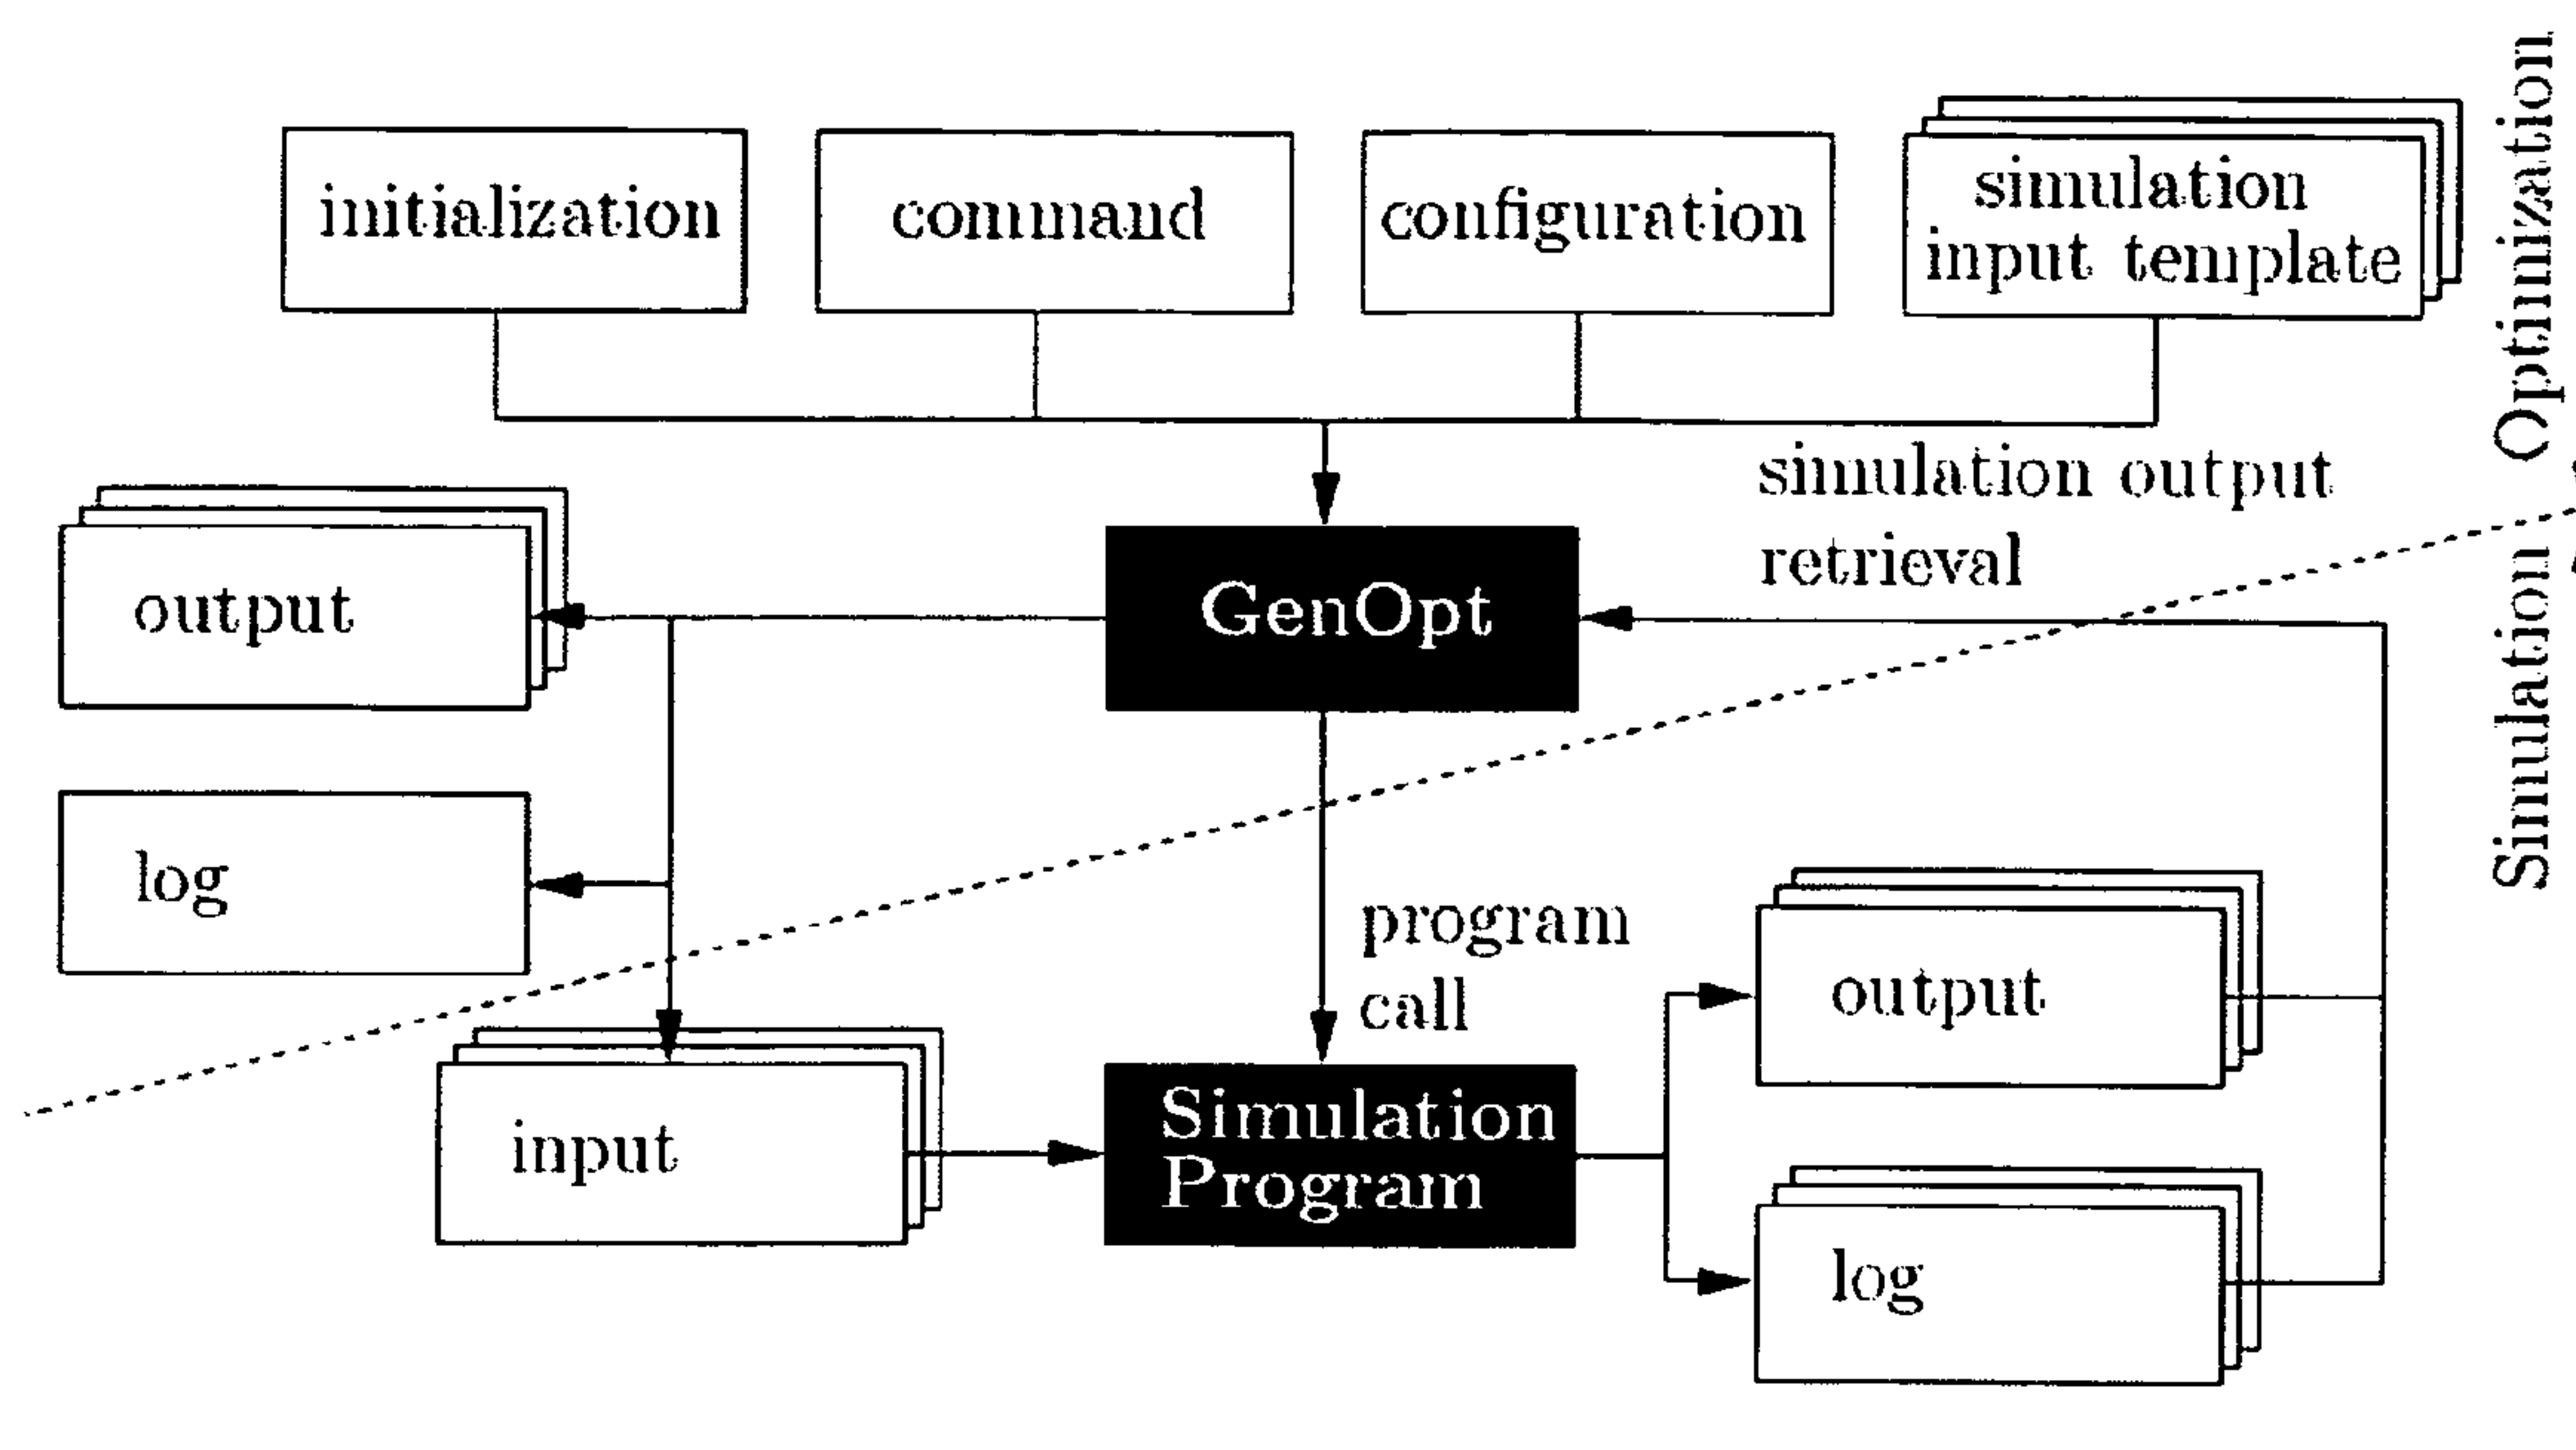 initialization
command
configuration
simulation
input template
Optimization
simulation output
retrieval
output
GenOpt
Simulation
log
program
call
output
input
Simulation
Program
log